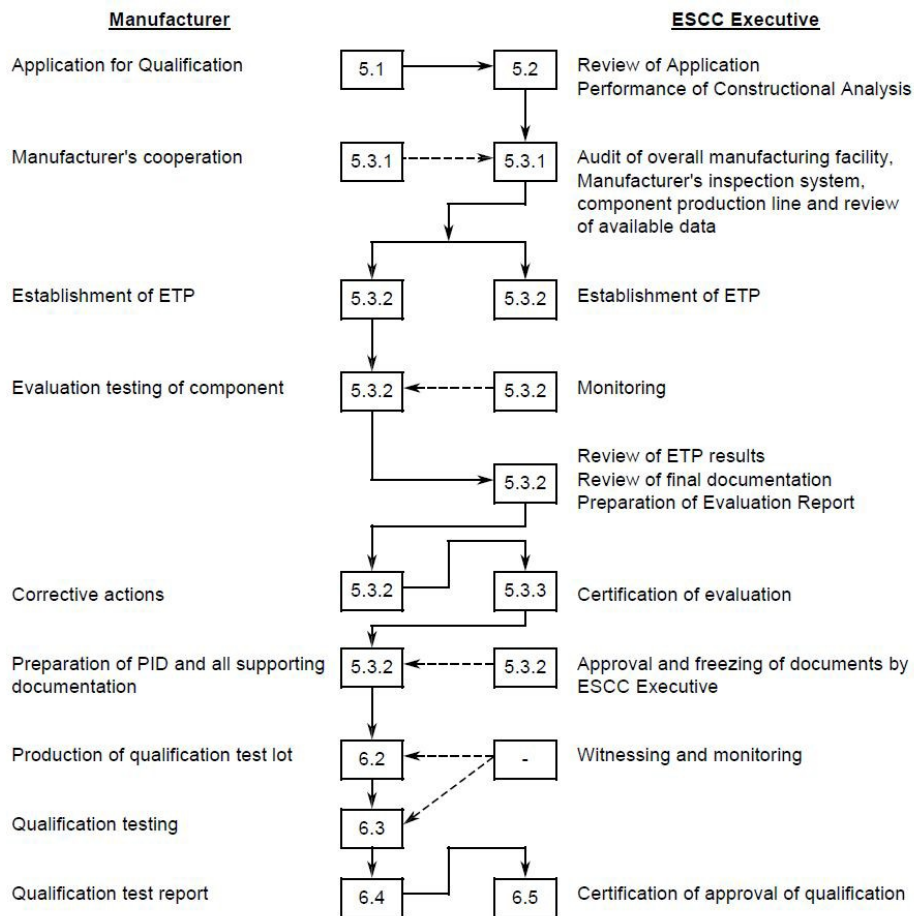 Manufacturer
ESCC Executive
Application for Qualification
5.1
5.2
Review of Application
Performance of Constructional Analysis
Manufacturer's cooperation
5.3.1
5.3.1
Audit of overall manufacturing facility,
Manufacturer's inspection system,
component production line and review
of available data
Establishment of ETP
5.3.2
5.3.2
Establishment of ETP
Evaluation testing of component
5.3.2
5.3.2
Monitoring
5.3.2
Review of ETP results
Review of final documentation
Preparation of Evaluation Report
Corrective actions
5.3.2
5.3.3
Certification of evaluation
Preparation of PID and all supporting
documentation
5.3.2
5.3.2
Approval and freezing of documents by
ESCC Executive
Production of qualification test lot
6.2
-
Witnessing and monitoring
Qualification testing
6.3
Qualification test report
6.4
6.5
Certification of approval of qualification